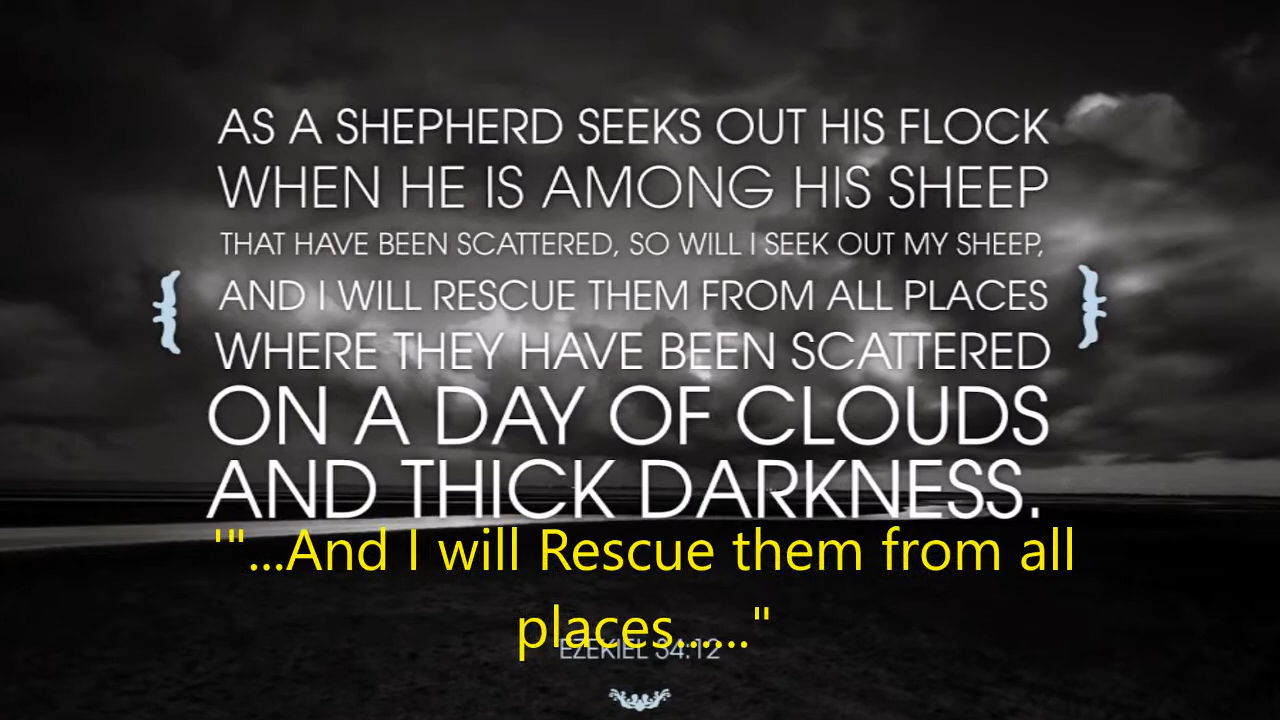 AS A SHEPHERD SEEKS OUT HIS FLOCK
WHEN HE IS AMONG HIS SHEEP
THAT HAVE BEEN SCATTERED, SO WILL I SEEK OUT MY SHEEP,
AND I WILL RESCUE THEM FROM ALL PLACES
WHERE THEY HAVE BEEN SCATTERED
ON A DAY OF CLOUDS
AND THICK DARKNESS.
'"...And I will Rescue them from all
places......"
EZEKIEL 34:12